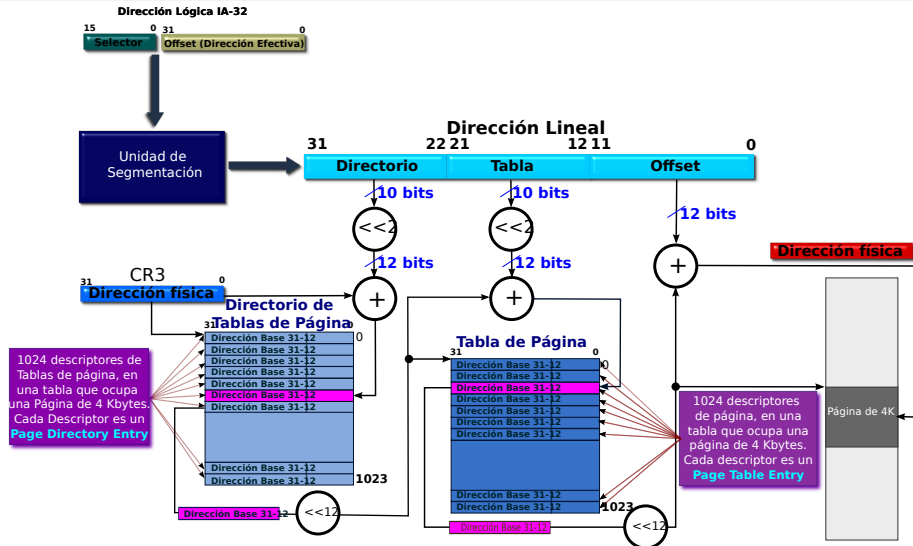 Dirección Lógica IA-32
15 0 31 0
Selector Offset (Dirección Efectiva)
Unidad de
Segmentación
Dirección Lineal
31 22 21 12 11 0
Directorio Tabla Offset
10 bits 10 bits
12 bits
<<2 <<2
12 bits 12 bits
+ + +
Dirección física
CR3
31 0
Dirección física
Directorio de
Tablas de Página
31 0
0
Dirección Base 31-12
Dirección Base 31-12
Dirección Base 31-12
Dirección Base 31-12
Dirección Base 31-12
Dirección Base 31-12
Dirección Base 31-12
Dirección Base 31-12
Dirección Base 31-12
1023
1024 descriptores de
Tablas de página, en
una tabla que ocupa
una Página de 4 Kbytes.
Cada Descriptor es un
Page Directory Entry
Dirección Base 31-12
<<12
Tabla de Página
31 0
0
Dirección Base 31-12
Dirección Base 31-12
Dirección Base 31-12
Dirección Base 31-12
Dirección Base 31-12
Dirección Base 31-12
Dirección Base 31-12
Dirección Base 31-12
Dirección Base 31-12
1023
Dirección Base 31-12
<<12
1024 descriptores
de página, en una
tabla que ocupa una
página de 4 Kbytes.
Cada descriptor es un
Page Table Entry
Página de 4K